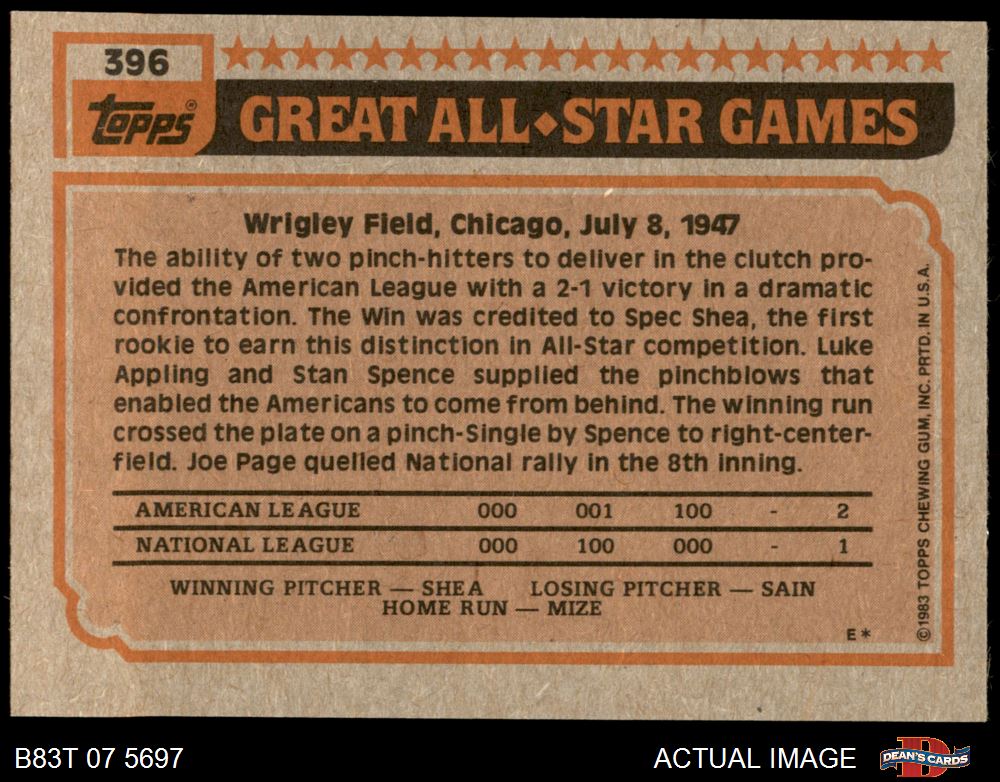 396
Topps®
GREAT ALL◆STAR GAMES
Wrigley Field, Chicago, July 8, 1947
The ability of two pinch-hitters to deliver in the clutch pro-
vided the American League with a 2-1 victory in a dramatic
confrontation. The Win was credited to Spec Shea, the first
rookie to earn this distinction in All-Star competition. Luke
Appling and Stan Spence supplied the pinchblows that
enabled the Americans to come from behind. The winning run
crossed the plate on a pinch-Single by Spence to right-center-
field. Joe Page quelled National rally in the 8th inning.
AMERICAN LEAGUE 000 001 100 - 2
NATIONAL LEAGUE 000 100 000 - 1
WINNING PITCHER — SHEA LOSING PITCHER — SAIN
HOME RUN — MIZE
E*
©1983 TOPPS CHEWING GUM, INC. PRTD. IN U.S.A.
B83T 07 5697
ACTUAL IMAGE
D
DEAN'S CARDS